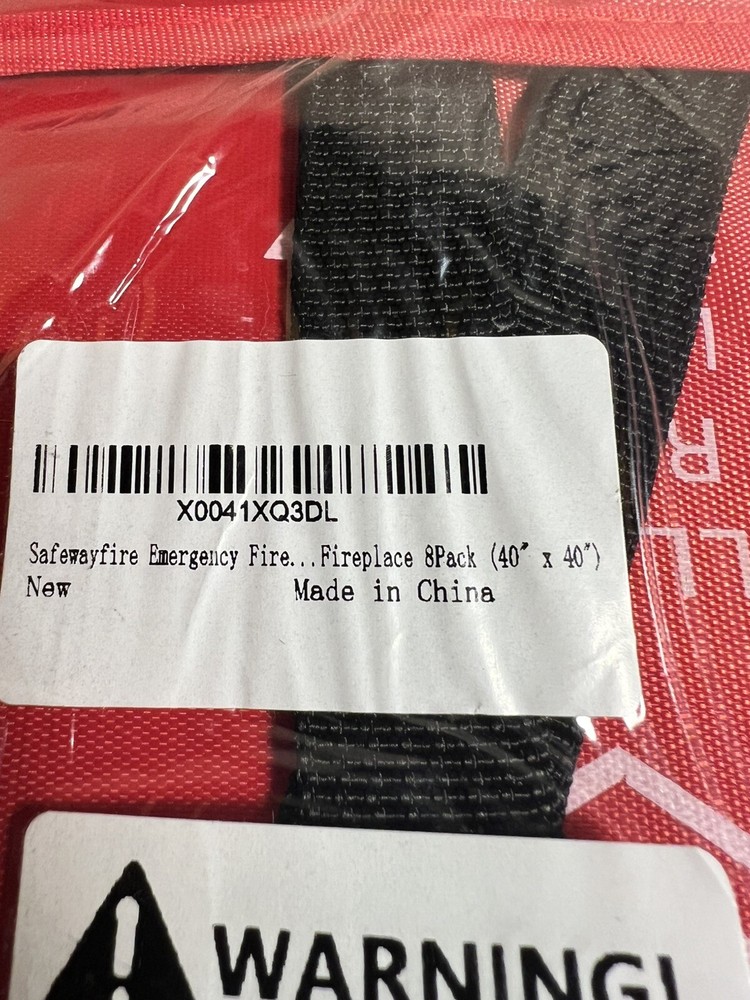 X0041XQ3DL
Safewayfire Emergency Fire...Fireplace 8Pack (40" x 40")
New Made in China
WARNING!